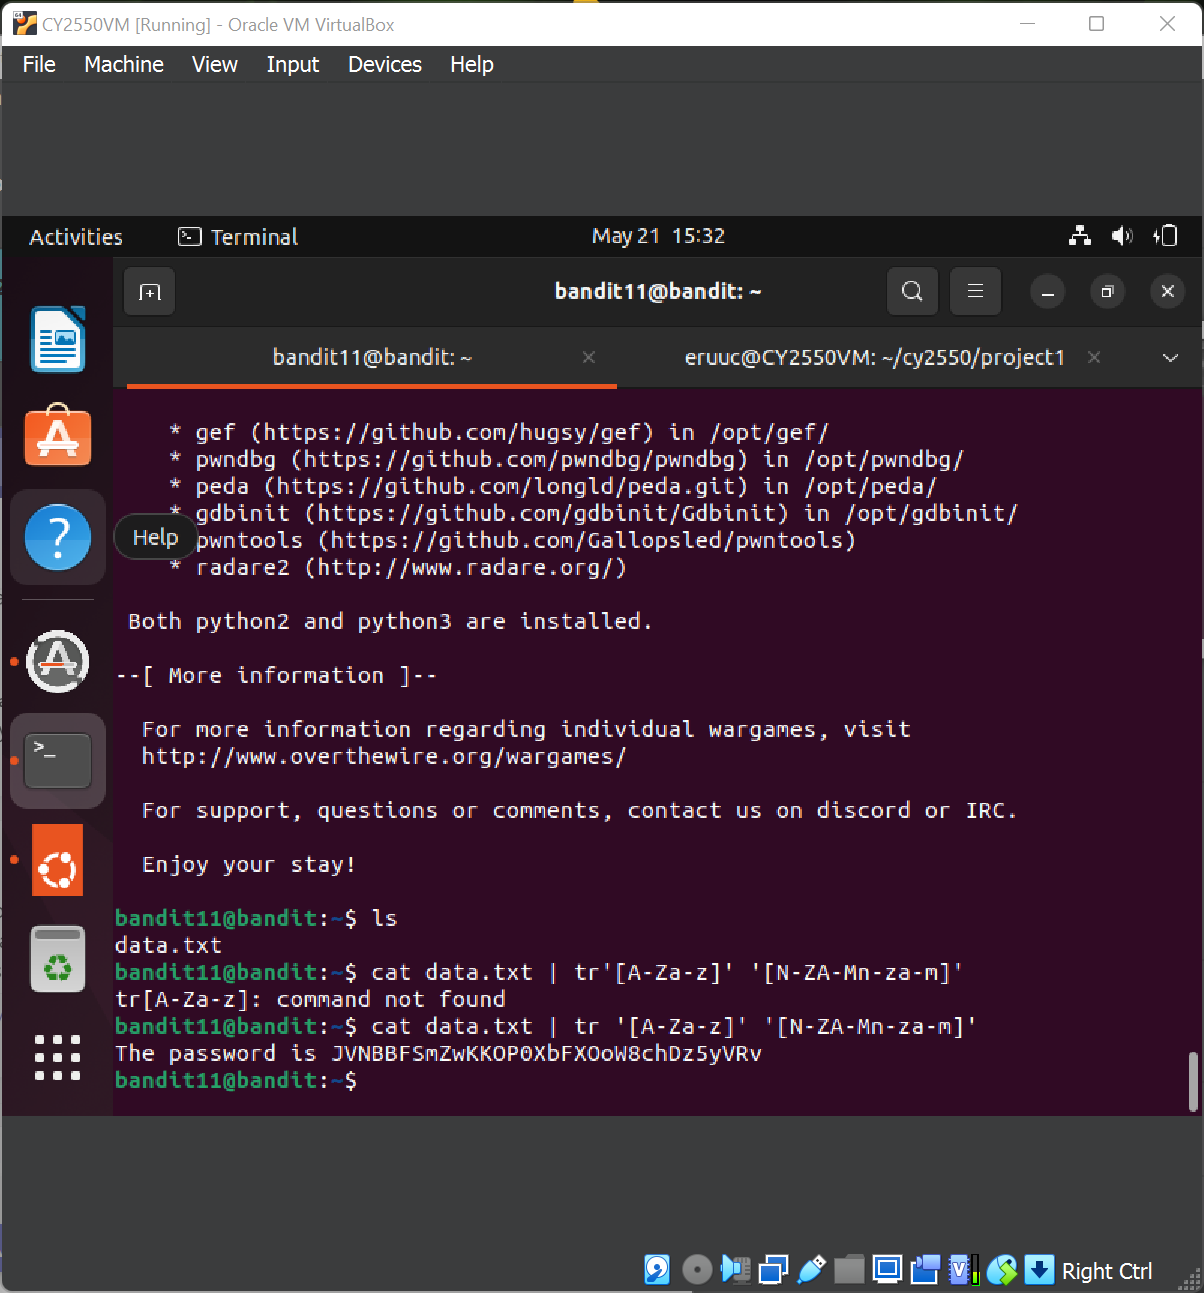 CY2550VM [Running] - Oracle VM VirtualBox
File Machine View Input Devices Help
Activities Terminal May 21 15:32
bandit11@bandit: ~
bandit11@bandit: ~ eruuc@CY2550VM: ~/cy2550/project1
* gef (https://github.com/hugsy/gef) in /opt/gef/
* pwndbg (https://github.com/pwndbg/pwndbg) in /opt/pwndbg/
* peda (https://github.com/longld/peda.git) in /opt/peda/
* gdbinit (https://github.com/gdbinit/Gdbinit) in /opt/gdbinit/
Help
pwntools (https://github.com/Gallopsled/pwntools)
* radare2 (http://www.radare.org/)
Both python2 and python3 are installed.
--[ More information ]--
For more information regarding individual wargames, visit
http://www.overthewire.org/wargames/
For support, questions or comments, contact us on discord or IRC.
Enjoy your stay!
bandit11@bandit:~$ ls
data.txt
bandit11@bandit:~$ cat data.txt | tr'[A-Za-z]' '[N-ZA-Mn-za-m]'
tr[A-Za-z]: command not found
bandit11@bandit:~$ cat data.txt | tr '[A-Za-z]' '[N-ZA-Mn-za-m]'
The password is JVNBBFSmZwKKOP0XbFXOoW8chDz5yVRv
bandit11@bandit:~$
Right Ctrl